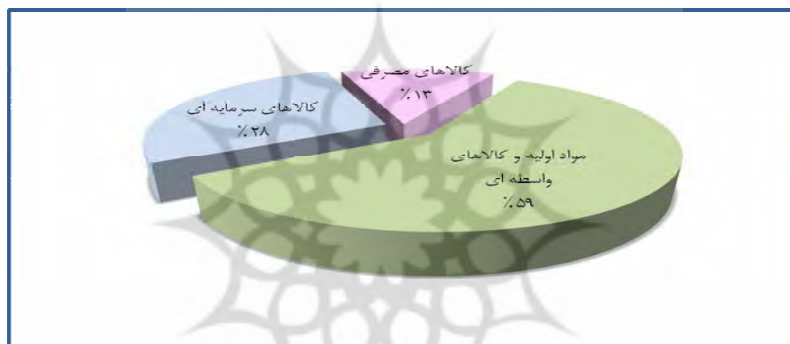 کالاهای مصرفی
٪۱۳
کالاهای سرمایه ای
٪۲۸
مواد اولیه و کالاهای
واسطه ای
٪۵۹